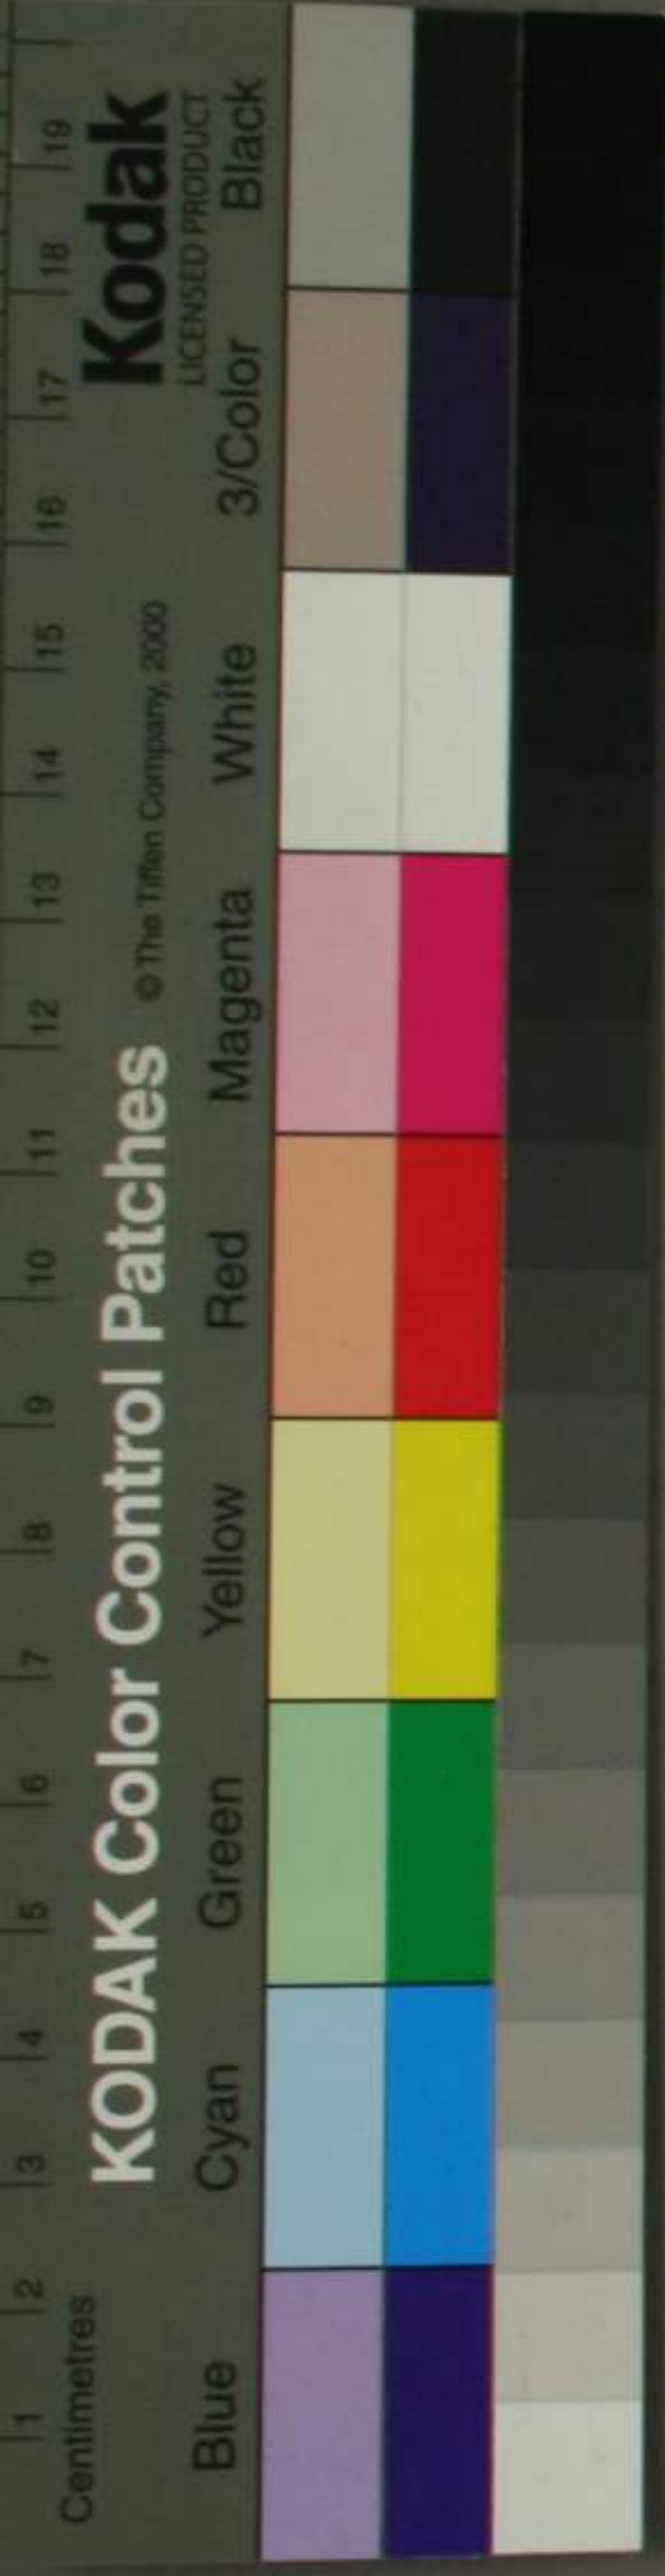 Centimetres
1 2 3 4 5 6 7 8 9 10 11 12 13 14 15 16 17 18 19
KODAK Color Control Patches © The Tiffen Company, 2000 Kodak
LICENSED PRODUCT
Blue Cyan Green Yellow Red Magenta White 3/Color Black